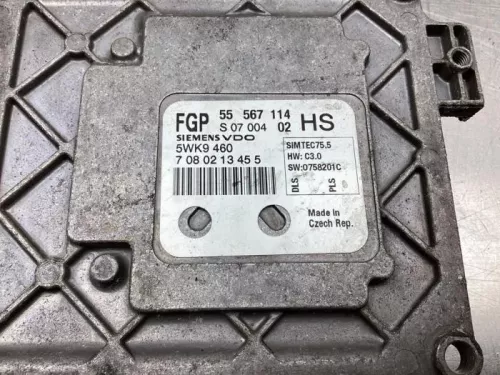 FGP 55 567 114
S 07 004 02 HS
SIEMENS VDO
5WK9 460
7 08 02 13 45 5
SIMTEC75.5
HW: C3.0
SW:0758201C
DLS
PLS
Made in
Czech Rep.